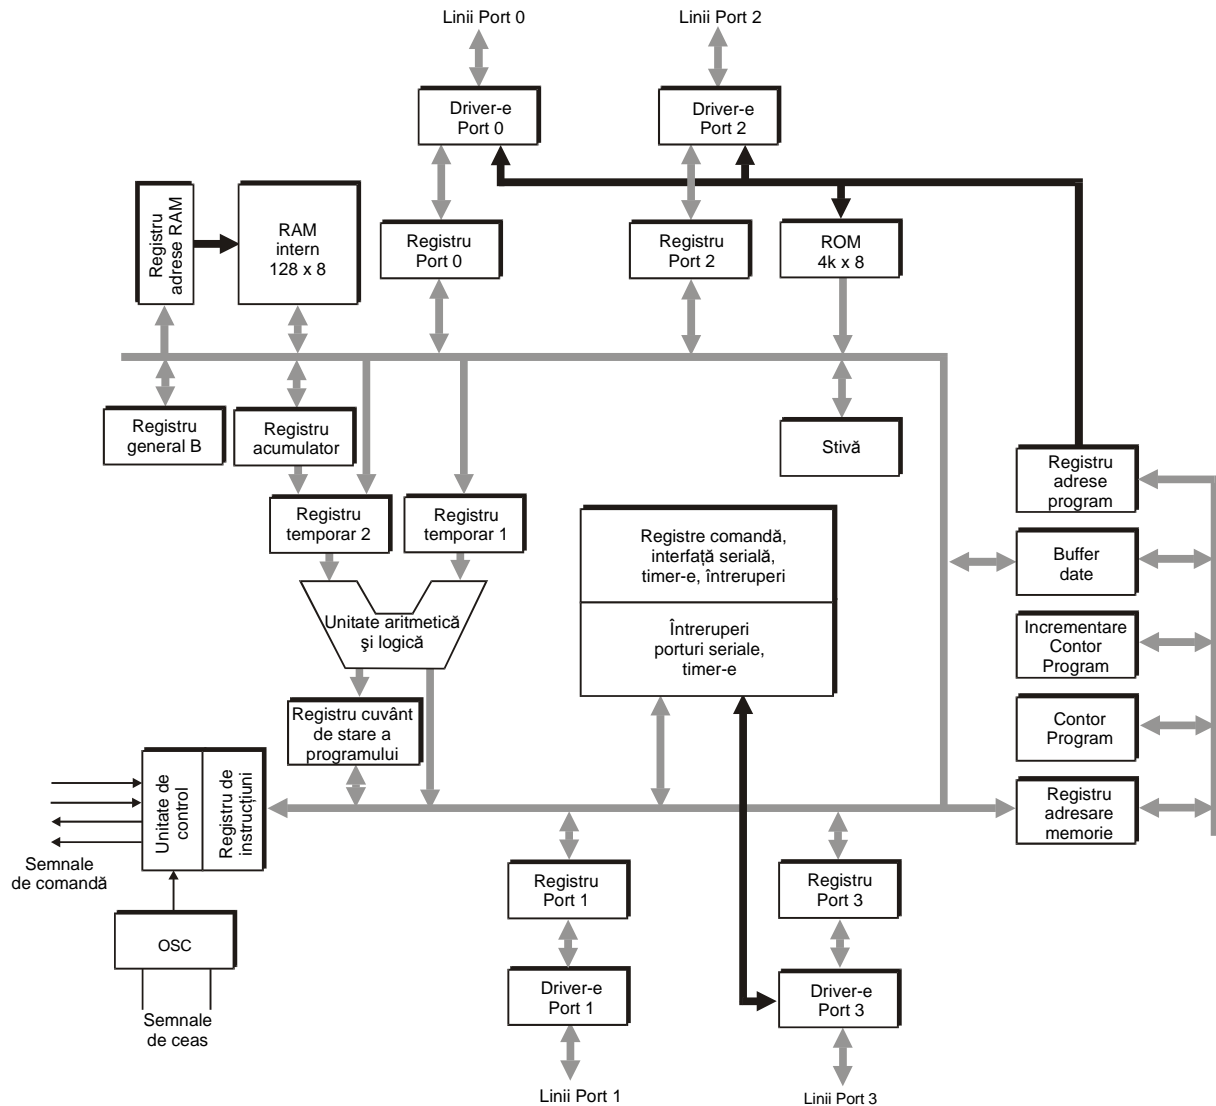 Linii Port 0
Linii Port 2
Driver-e
Port 0
Driver-e
Port 2
Registru
adrese RAM
RAM
intern
128 x 8
Registru
Port 0
Registru
Port 2
ROM
4k x 8
Registru
general B
Registru
acumulator
Stivă
Registru
adrese
program
Registru
temporar 2
Registru
temporar 1
Registre comandă,
interfață serială,
timer-e, întreruperi
Buffer
date
Unitate aritmetică
şi logică
Întreruperi
porturi seriale,
timer-e
Incrementare
Contor
Program
Registru cuvânt
de stare a
programului
Contor
Program
Unitate de
control
Registru de
instrucțiuni
Registru
adresare
memorie
Semnale
de comandă
Registru
Port 1
Registru
Port 3
OSC
Driver-e
Port 1
Driver-e
Port 3
Semnale
de ceas
Linii Port 1
Linii Port 3